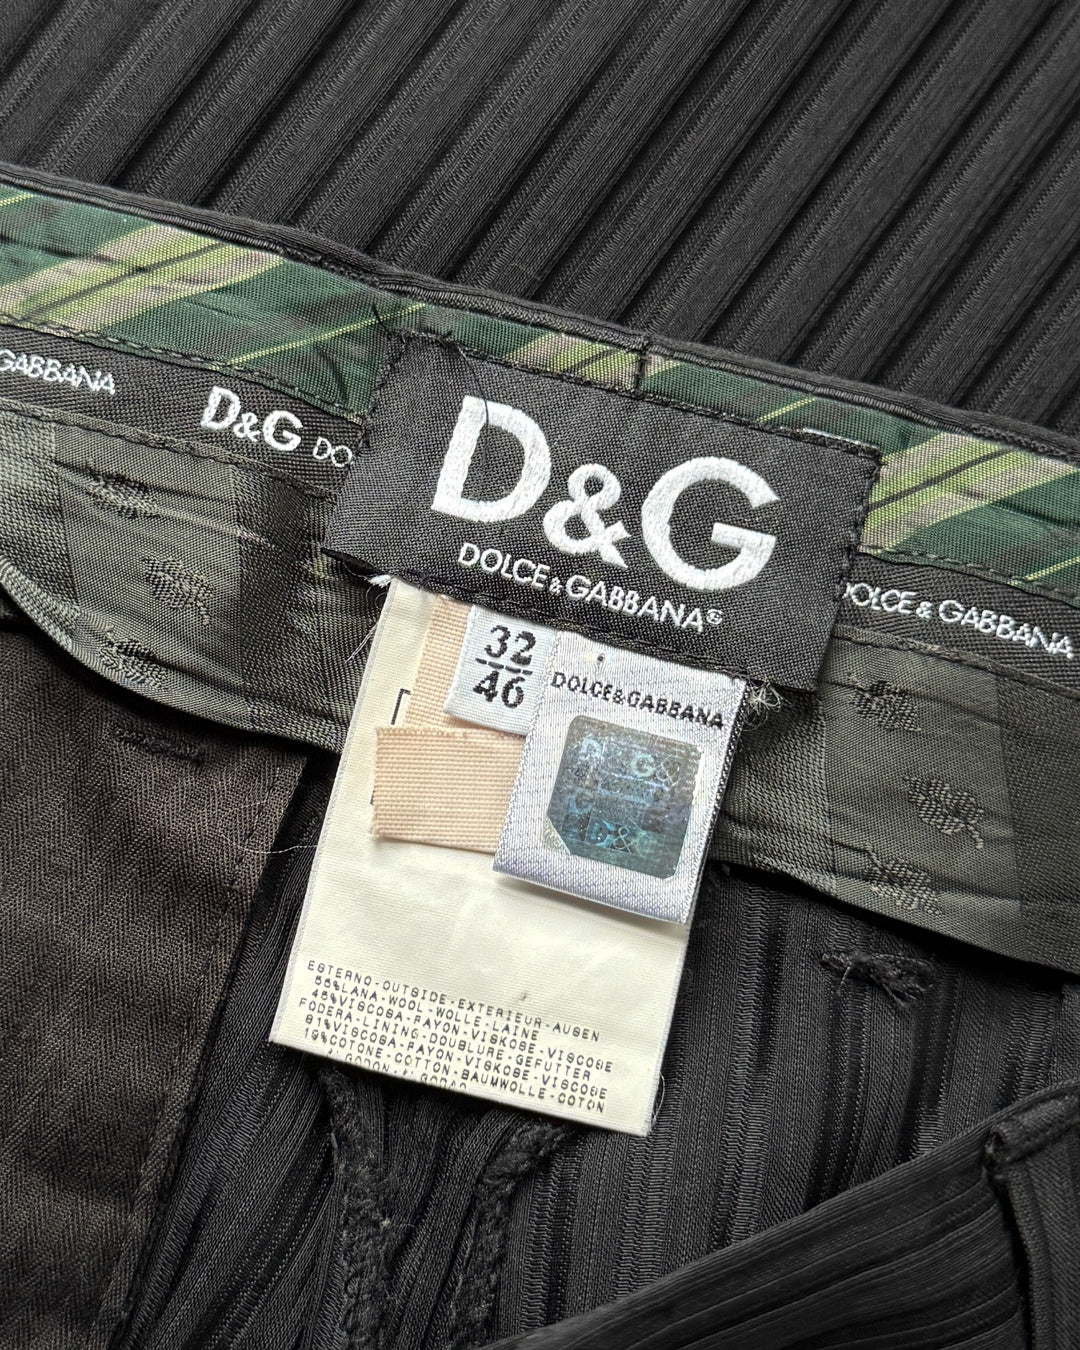 GABBANA
D&G DO
D&G
DOLCE&GABBANA®
DOLCE&GABBANA
32
46
DOLCE&GABBANA
D&G
ESTERNO-OUTSIDE-EXTERIEUR-AUSEN
55%LANA-WOOL-WOLLE-LAINE
45%VISCOSA-RAYON-VISKOSE-VISCOSE
FODERA-LINING-DOUBLURE-GEFUTTER
81%VISCOSA-RAYON-VISKOSE-VISCOSE
19%COTONE-COTTON-BAUMWOLLE-COTON